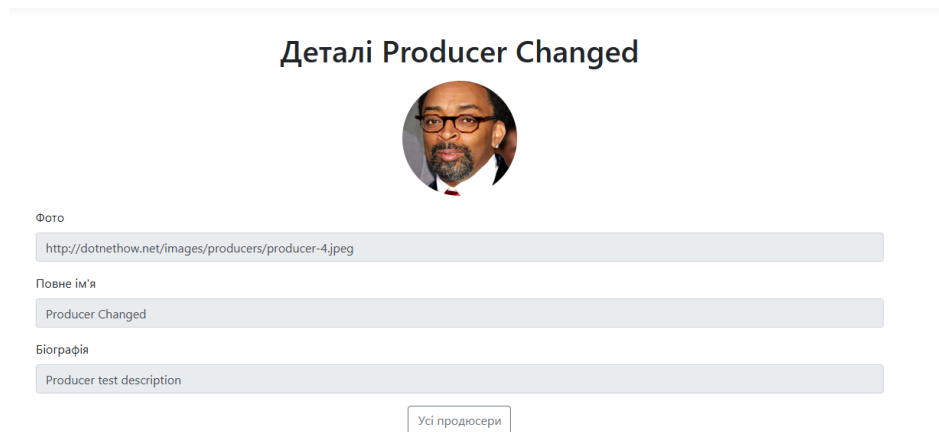 Деталі Producer Changed
Фото
http://dotnethow.net/images/producers/producer-4.jpeg
Повне ім'я
Producer Changed
Біографія
Producer test description
Усі продюсери